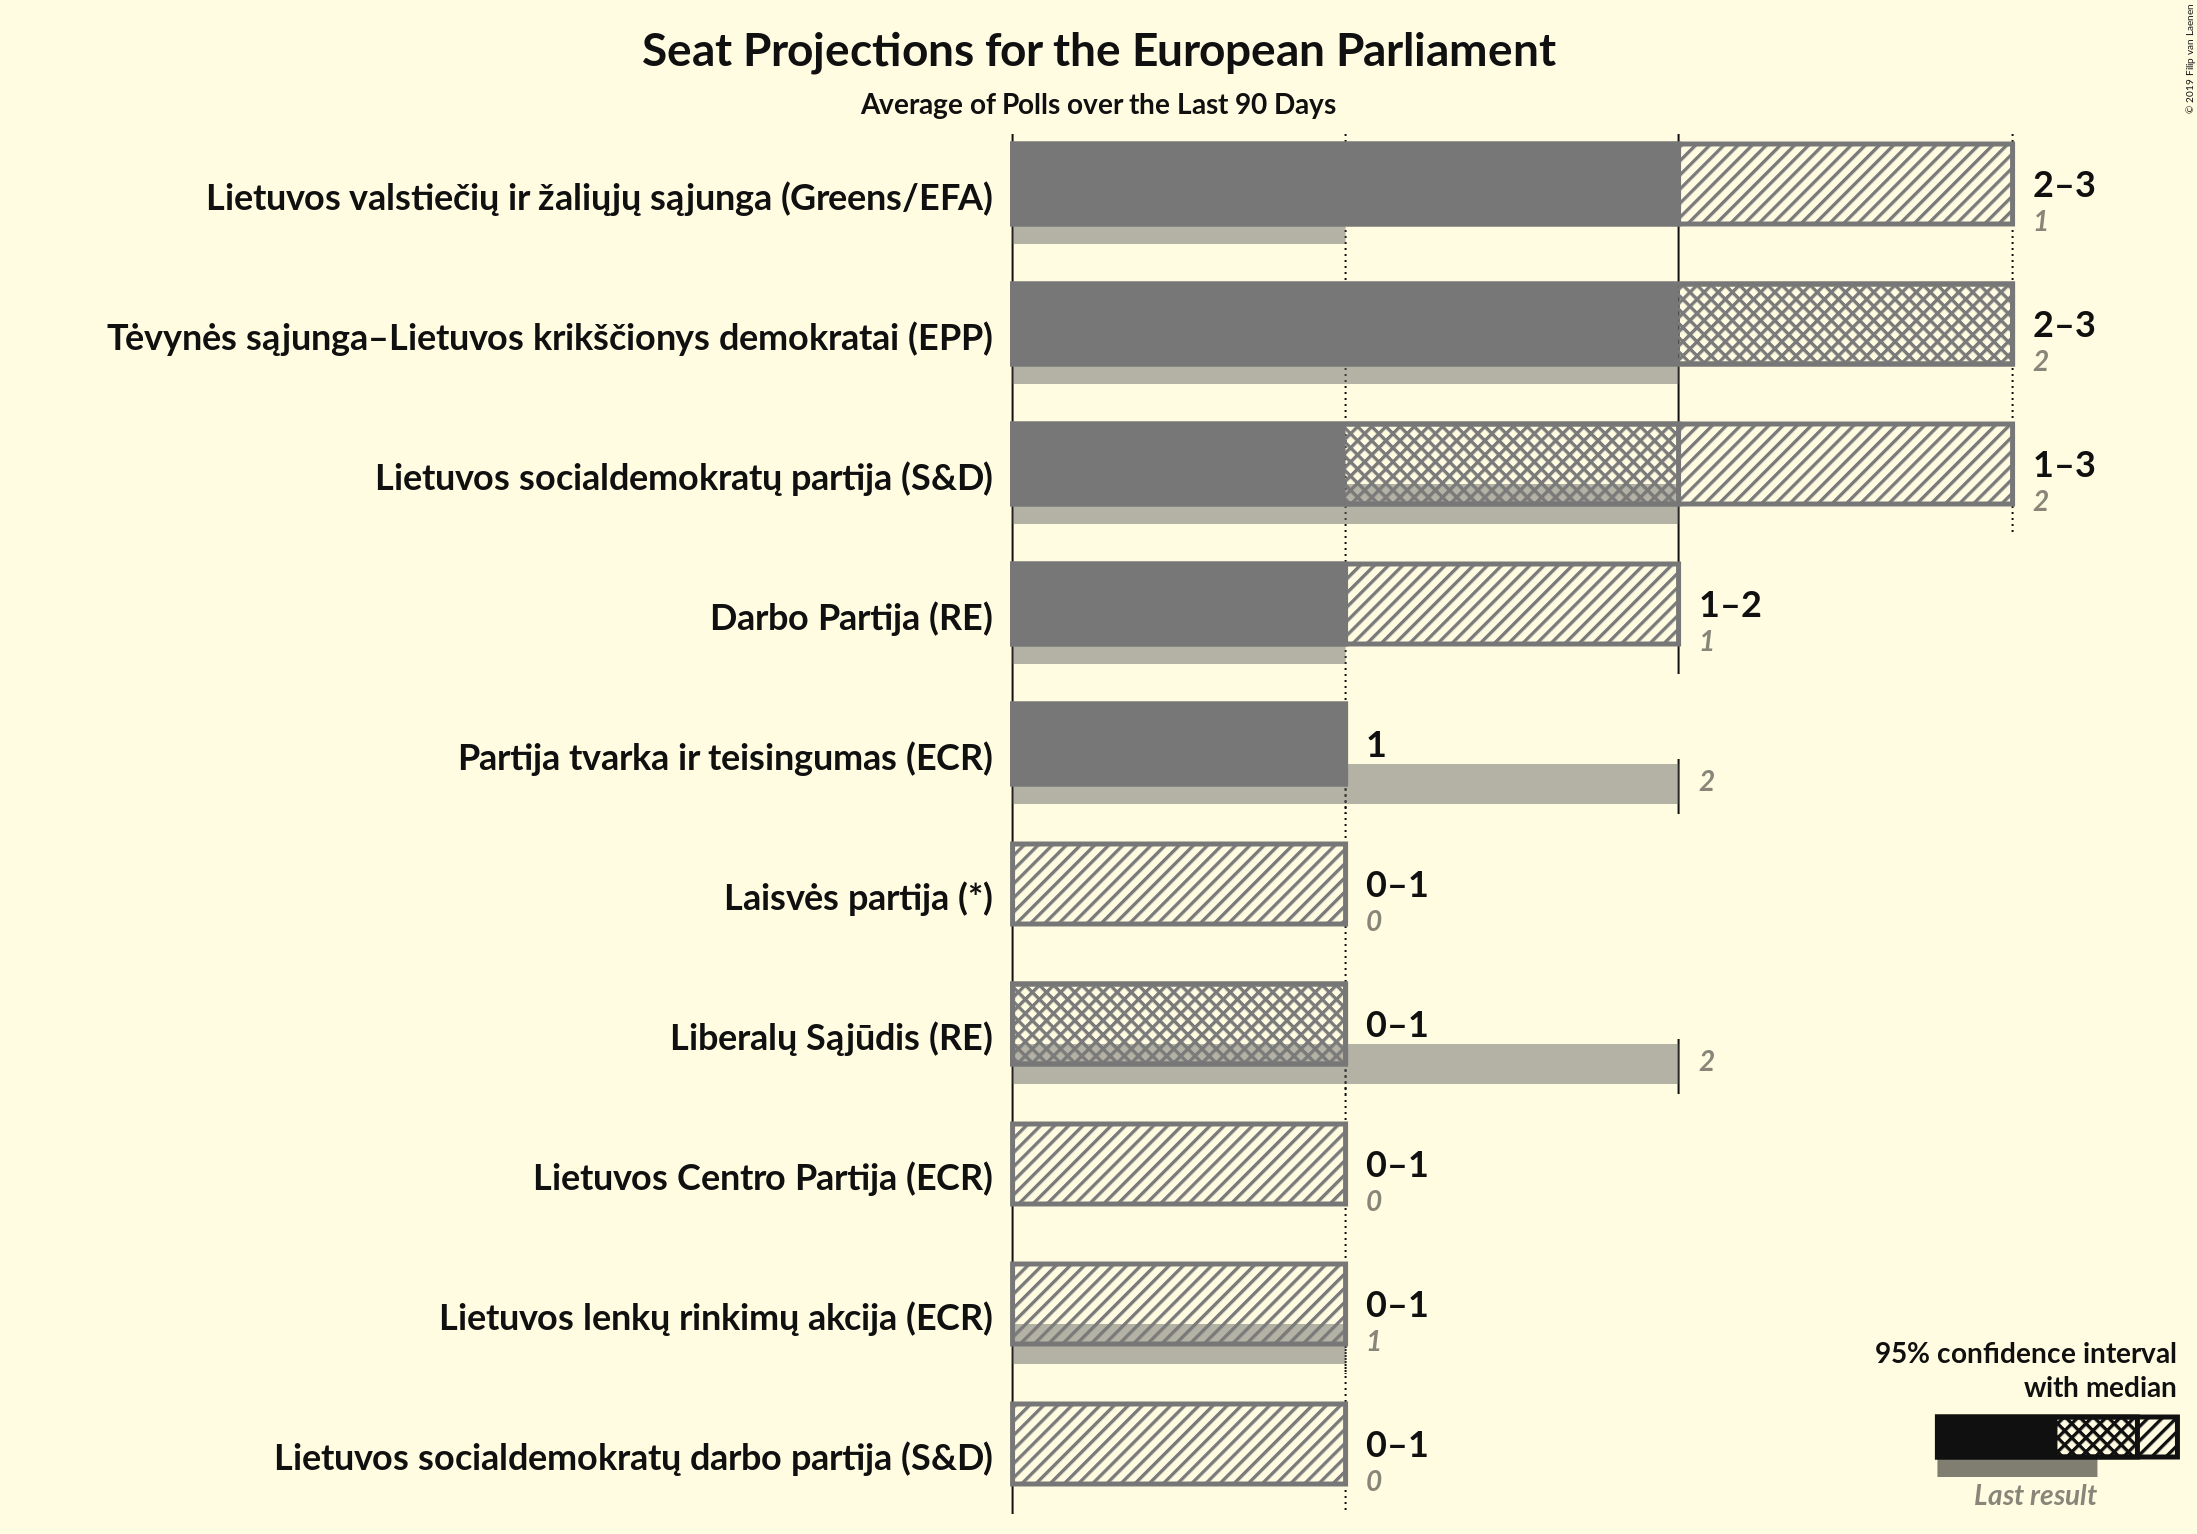 Seat Projections for the European Parliament
Average of Polls over the Last 90 Days
© 2019 Filip van Laenen
Lietuvos valstiečių ir žaliųjų sąjunga (Greens/EFA)
2–3
1
Tėvynės sąjunga–Lietuvos krikščionys demokratai (EPP)
2–3
2
Lietuvos socialdemokratų partija (S&D)
1–3
2
Darbo Partija (RE)
1–2
1
Partija tvarka ir teisingumas (ECR)
1
2
Laisvės partija (*)
0–1
0
Liberalų Sąjūdis (RE)
0–1
2
Lietuvos Centro Partija (ECR)
0–1
0
Lietuvos lenkų rinkimų akcija (ECR)
0–1
1
Lietuvos socialdemokratų darbo partija (S&D)
0–1
0
95% confidence interval
with median
Last result